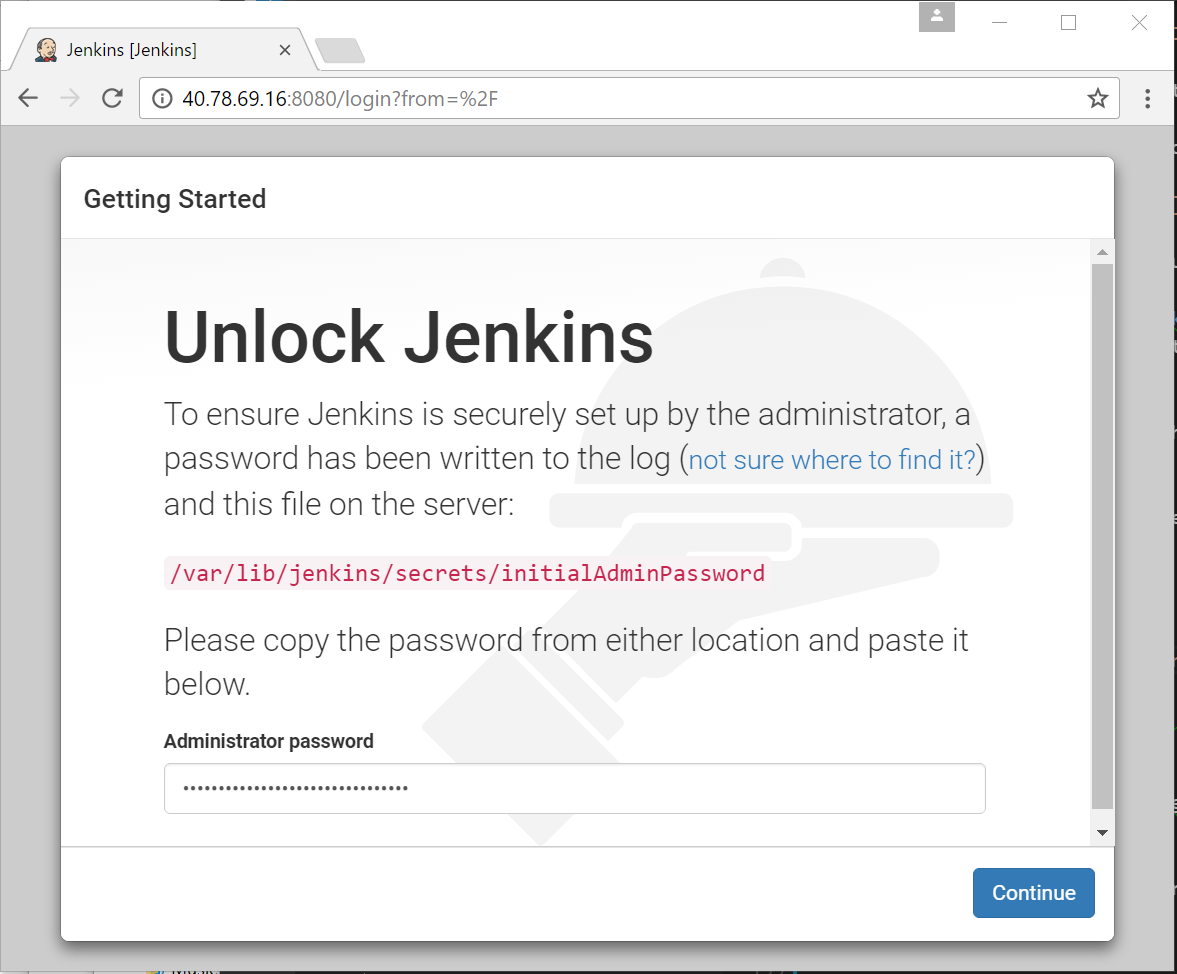 Jenkins [Jenkins]
40.78.69.16:8080/login?from=%2F
Getting Started
Unlock Jenkins
To ensure Jenkins is securely set up by the administrator, a
password has been written to the log (not sure where to find it?)
and this file on the server:
/var/lib/jenkins/secrets/initialAdminPassword
Please copy the password from either location and paste it
below.
Administrator password
••••••••••••••••••••••••••••••••
Continue